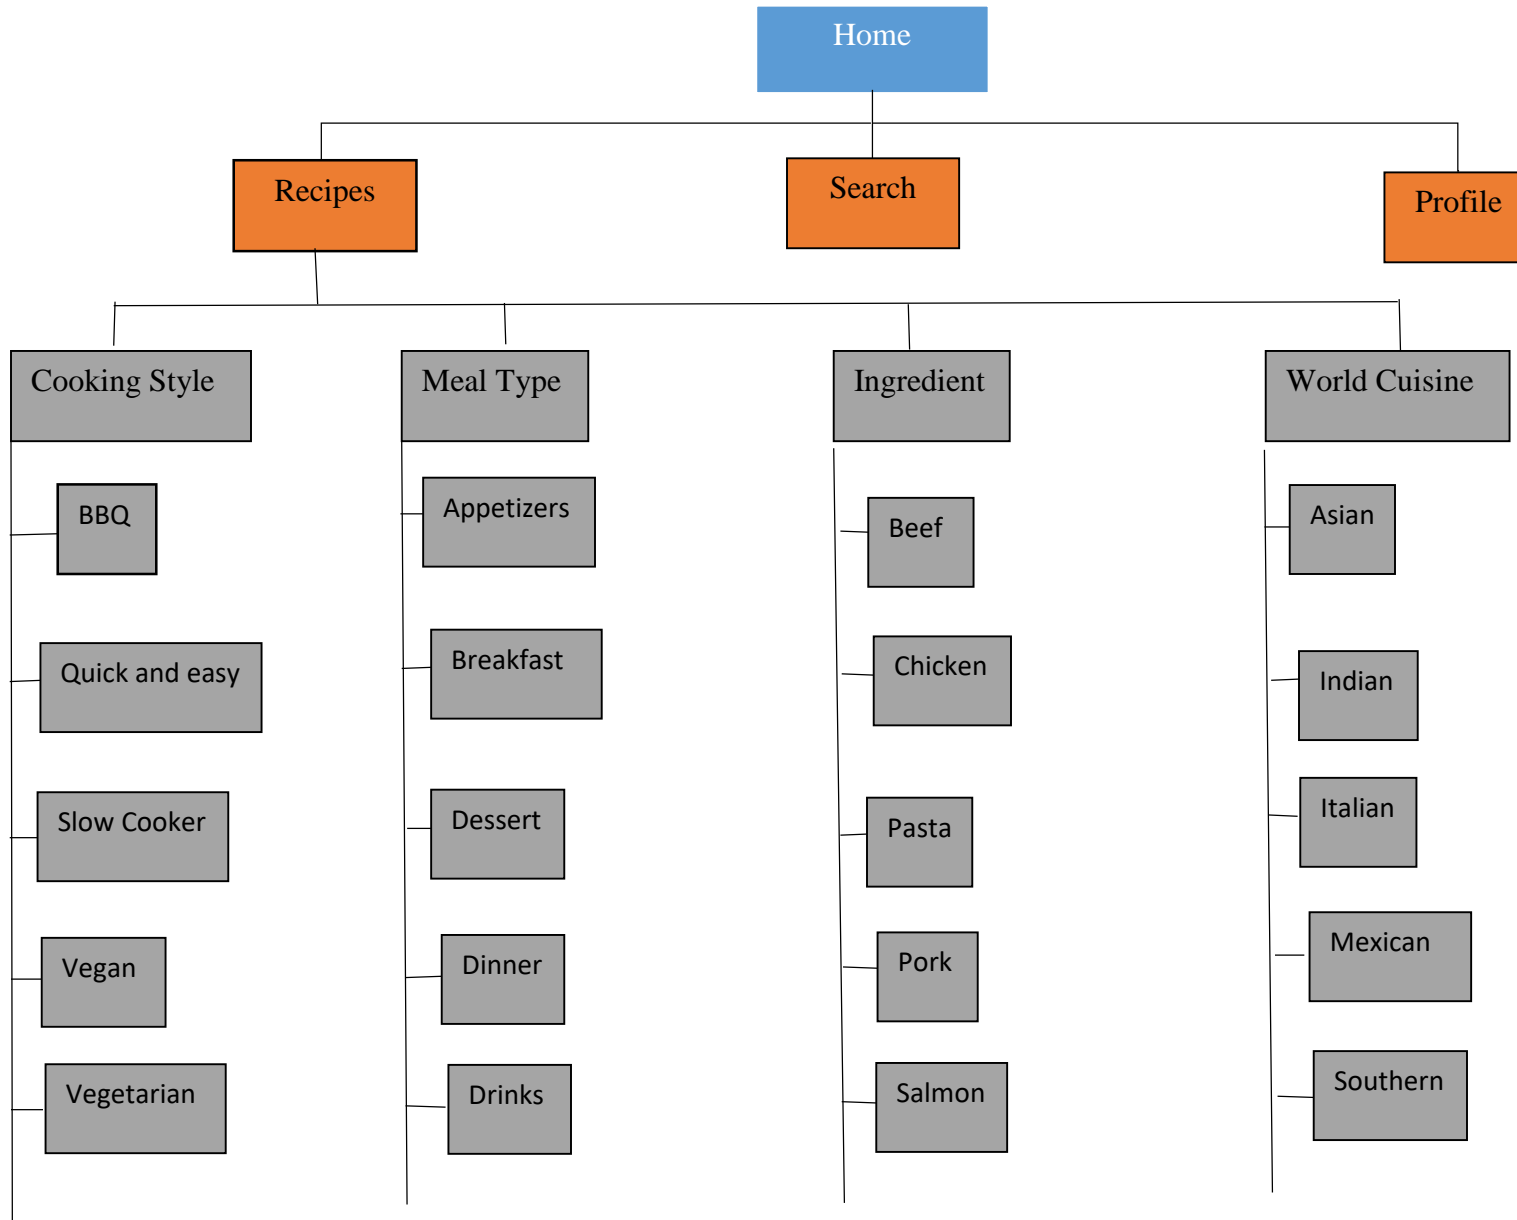 Home
Recipes
Search
Profile
Cooking Style
Meal Type
Ingredient
World Cuisine
BBQ
Quick and easy
Slow Cooker
Vegan
Vegetarian
Appetizers
Breakfast
Dessert
Dinner
Drinks
Beef
Chicken
Pasta
Pork
Salmon
Asian
Indian
Italian
Mexican
Southern